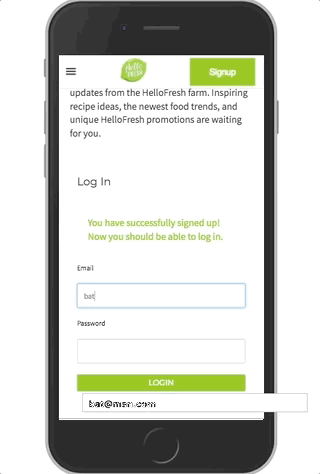 Hello
FRESH
Signup
updates from the HelloFresh farm. Inspiring
recipe ideas, the newest food trends, and
unique HelloFresh promotions are waiting
for you.
Log In
You have successfully signed up!
Now you should be able to log in.
Email
bat
Password
LOGIN
bat@man.com